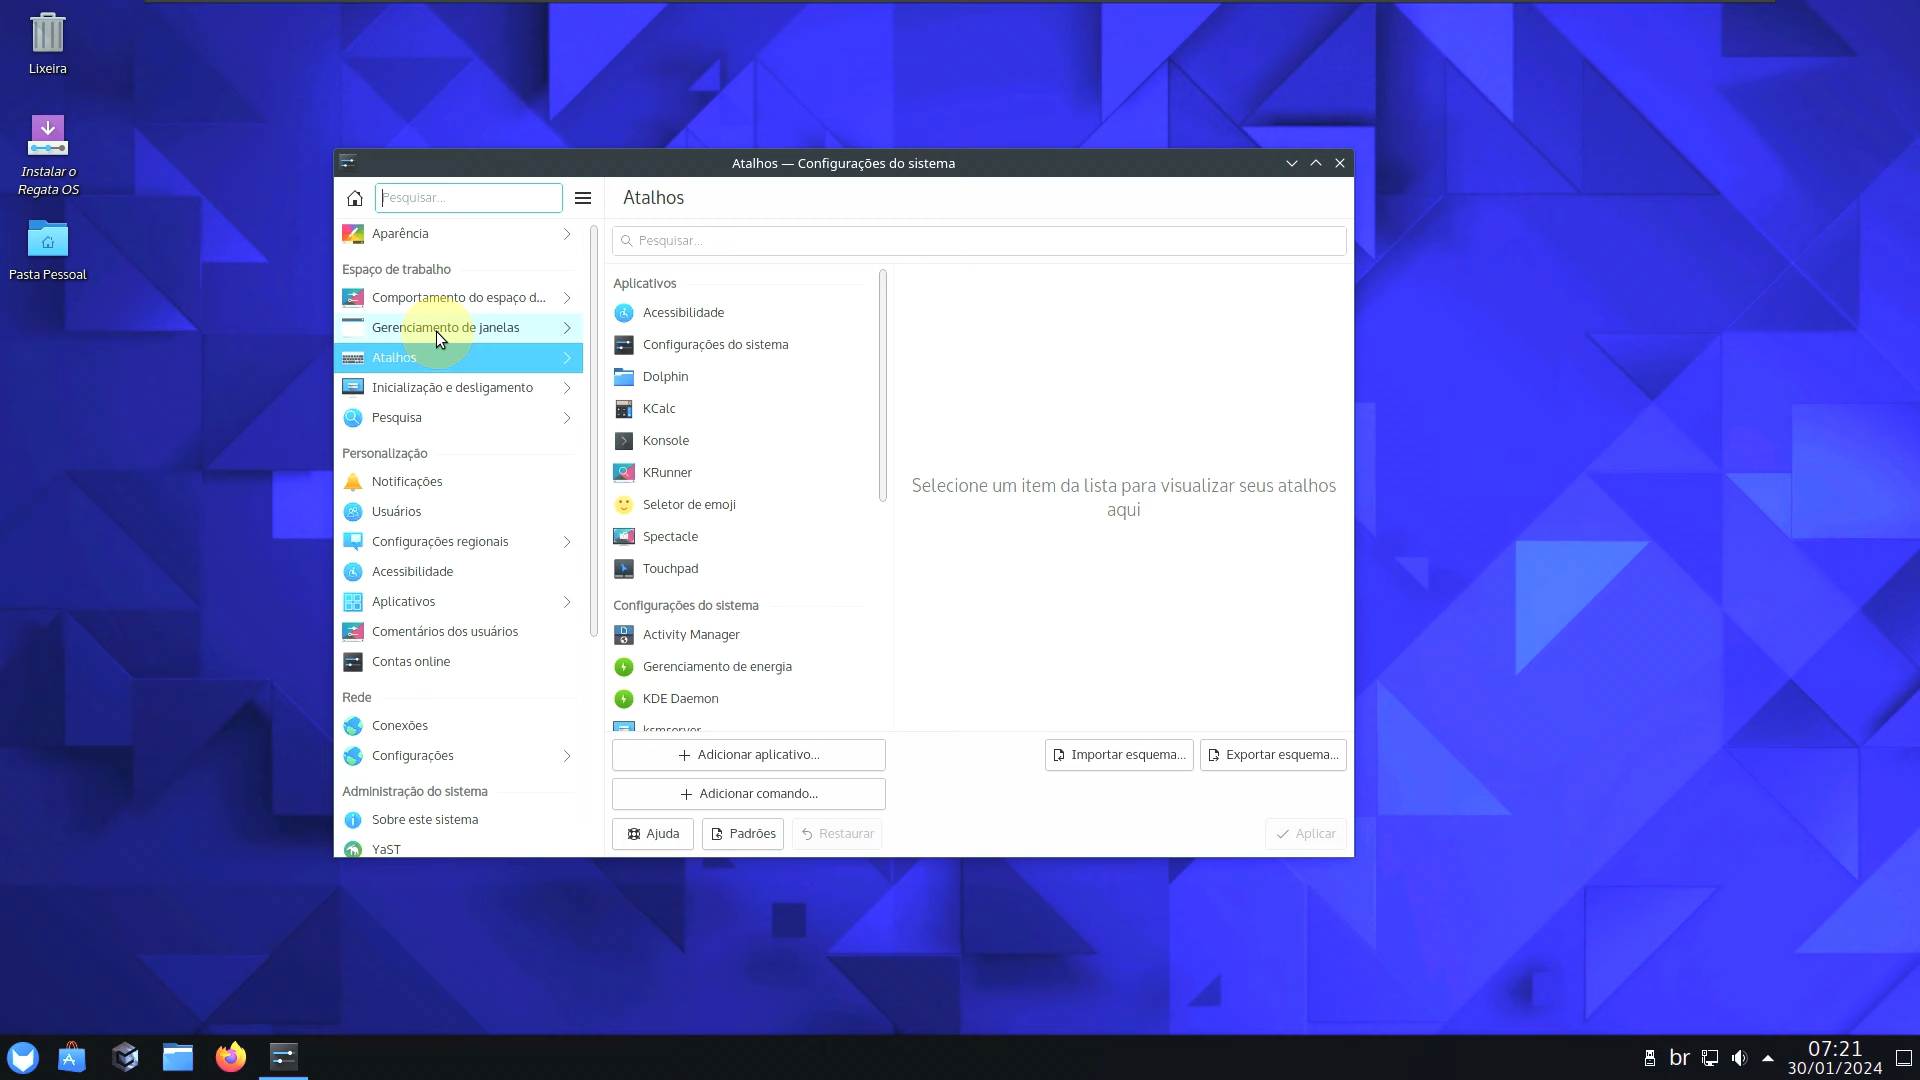 Lixeira
Instalar o
Regata OS
Pasta Pessoal
Atalhos — Configurações do sistema
Pesquisar...
Atalhos
Aparência
Pesquisar...
Espaço de trabalho
Comportamento do espaço d...
Gerenciamento de janelas
Atalhos
Inicialização e desligamento
Pesquisa
Personalização
Notificações
Usuários
Configurações regionais
Acessibilidade
Aplicativos
Comentários dos usuários
Contas online
Rede
Conexões
Configurações
Administração do sistema
Sobre este sistema
YaST
Aplicativos
Acessibilidade
Configurações do sistema
Dolphin
KCalc
Konsole
KRunner
Seletor de emoji
Spectacle
Touchpad
Configurações do sistema
Activity Manager
Gerenciamento de energia
KDE Daemon
ksmserver
Selecione um item da lista para visualizar seus atalhos
aqui
Adicionar aplicativo...
Importar esquema...
Exportar esquema...
Adicionar comando...
Ajuda
Padrões
Restaurar
Aplicar
br
07:21
30/01/2024